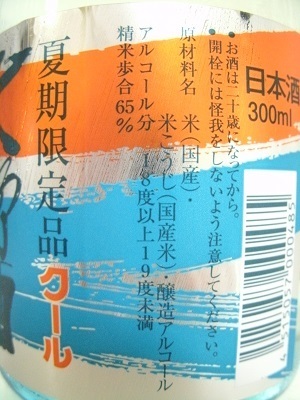 日本酒
300ml
・お酒は二十歳になってから。
・開栓には怪我をしないよう注意してください。
原材料名 米(国産)・
米こうじ(国産米)・醸造アルコール
アルコール分 18度以上19度未満
精米歩合65%
夏期限定品クール